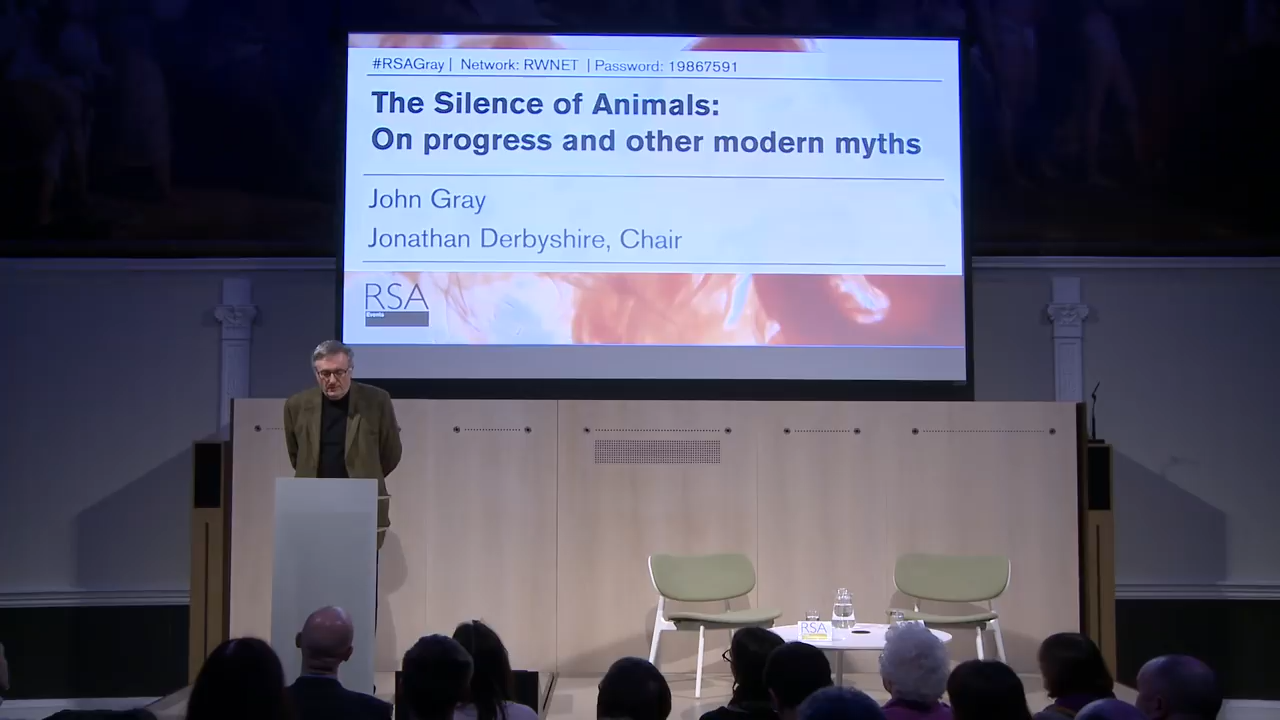 #RSAGray | Network: RWNET | Password: 19867591
The Silence of Animals:
On progress and other modern myths
John Gray
Jonathan Derbyshire, Chair
RSA
Events
RSA